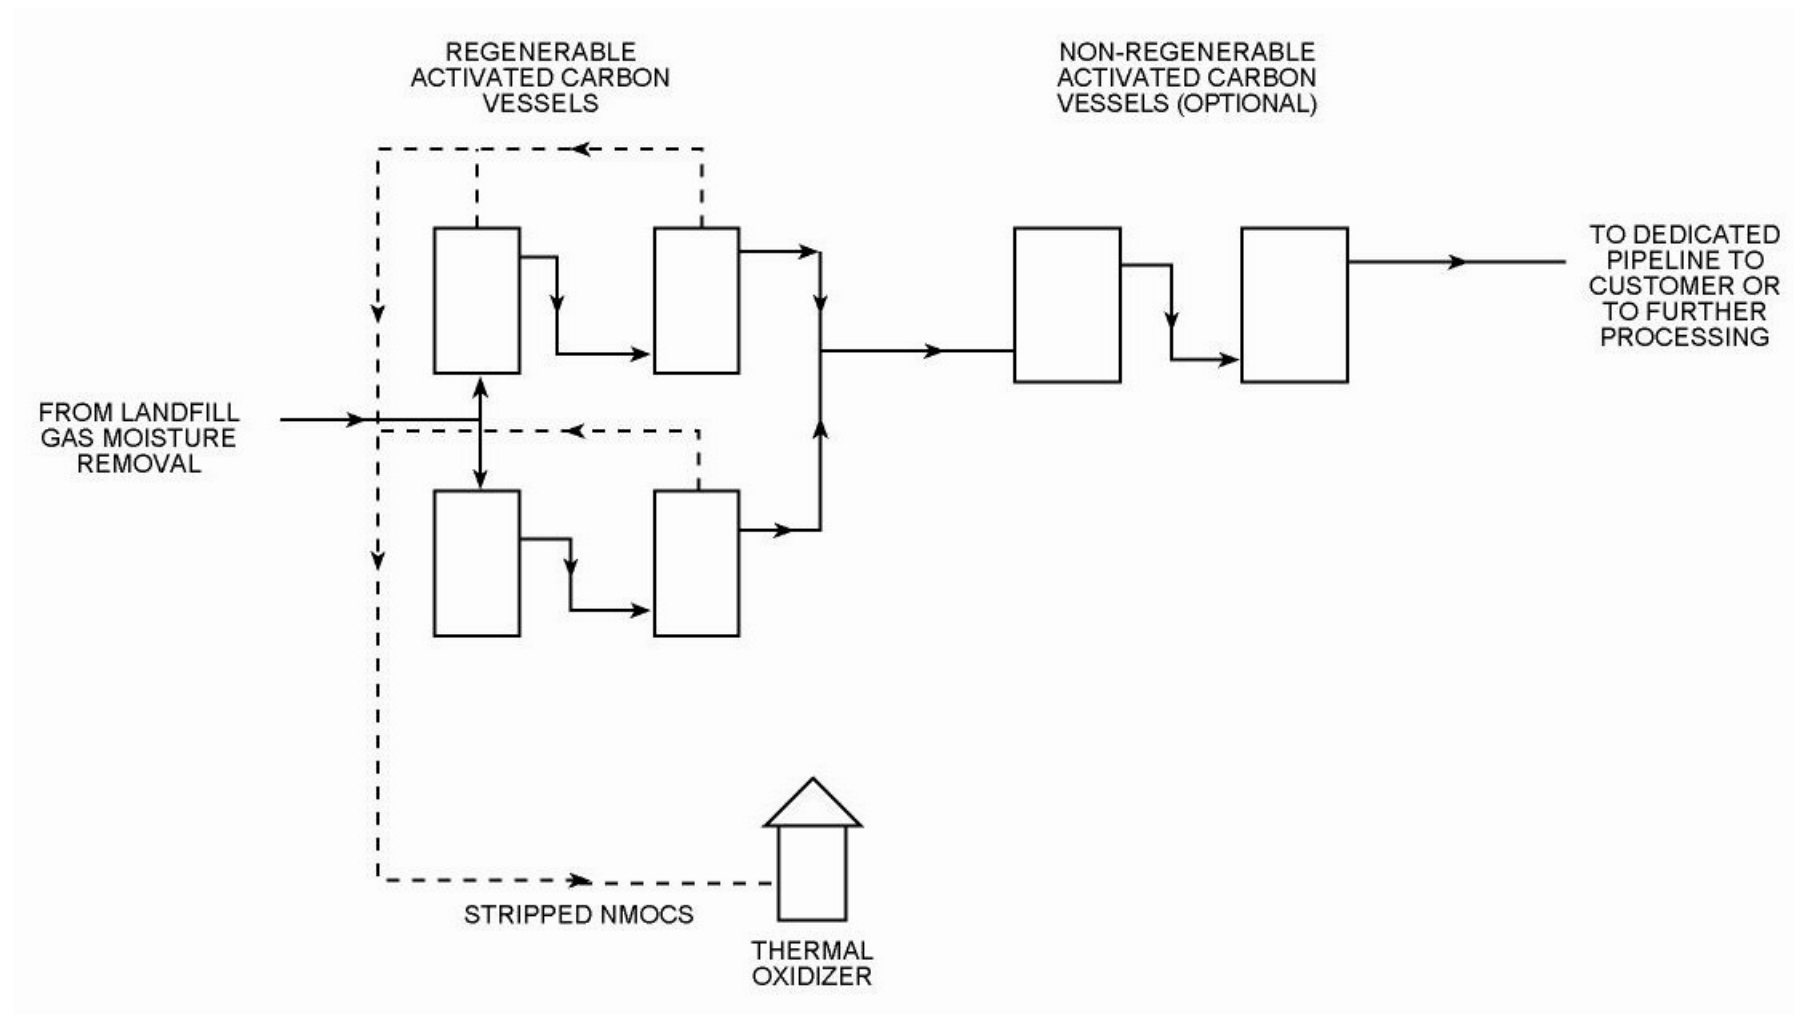 REGENERABLE
ACTIVATED CARBON
VESSELS
NON-REGENERABLE
ACTIVATED CARBON
VESSELS (OPTIONAL)
TO DEDICATED
PIPELINE TO
CUSTOMER OR
TO FURTHER
PROCESSING
FROM LANDFILL
GAS MOISTURE
REMOVAL
STRIPPED NMOCS
THERMAL
OXIDIZER